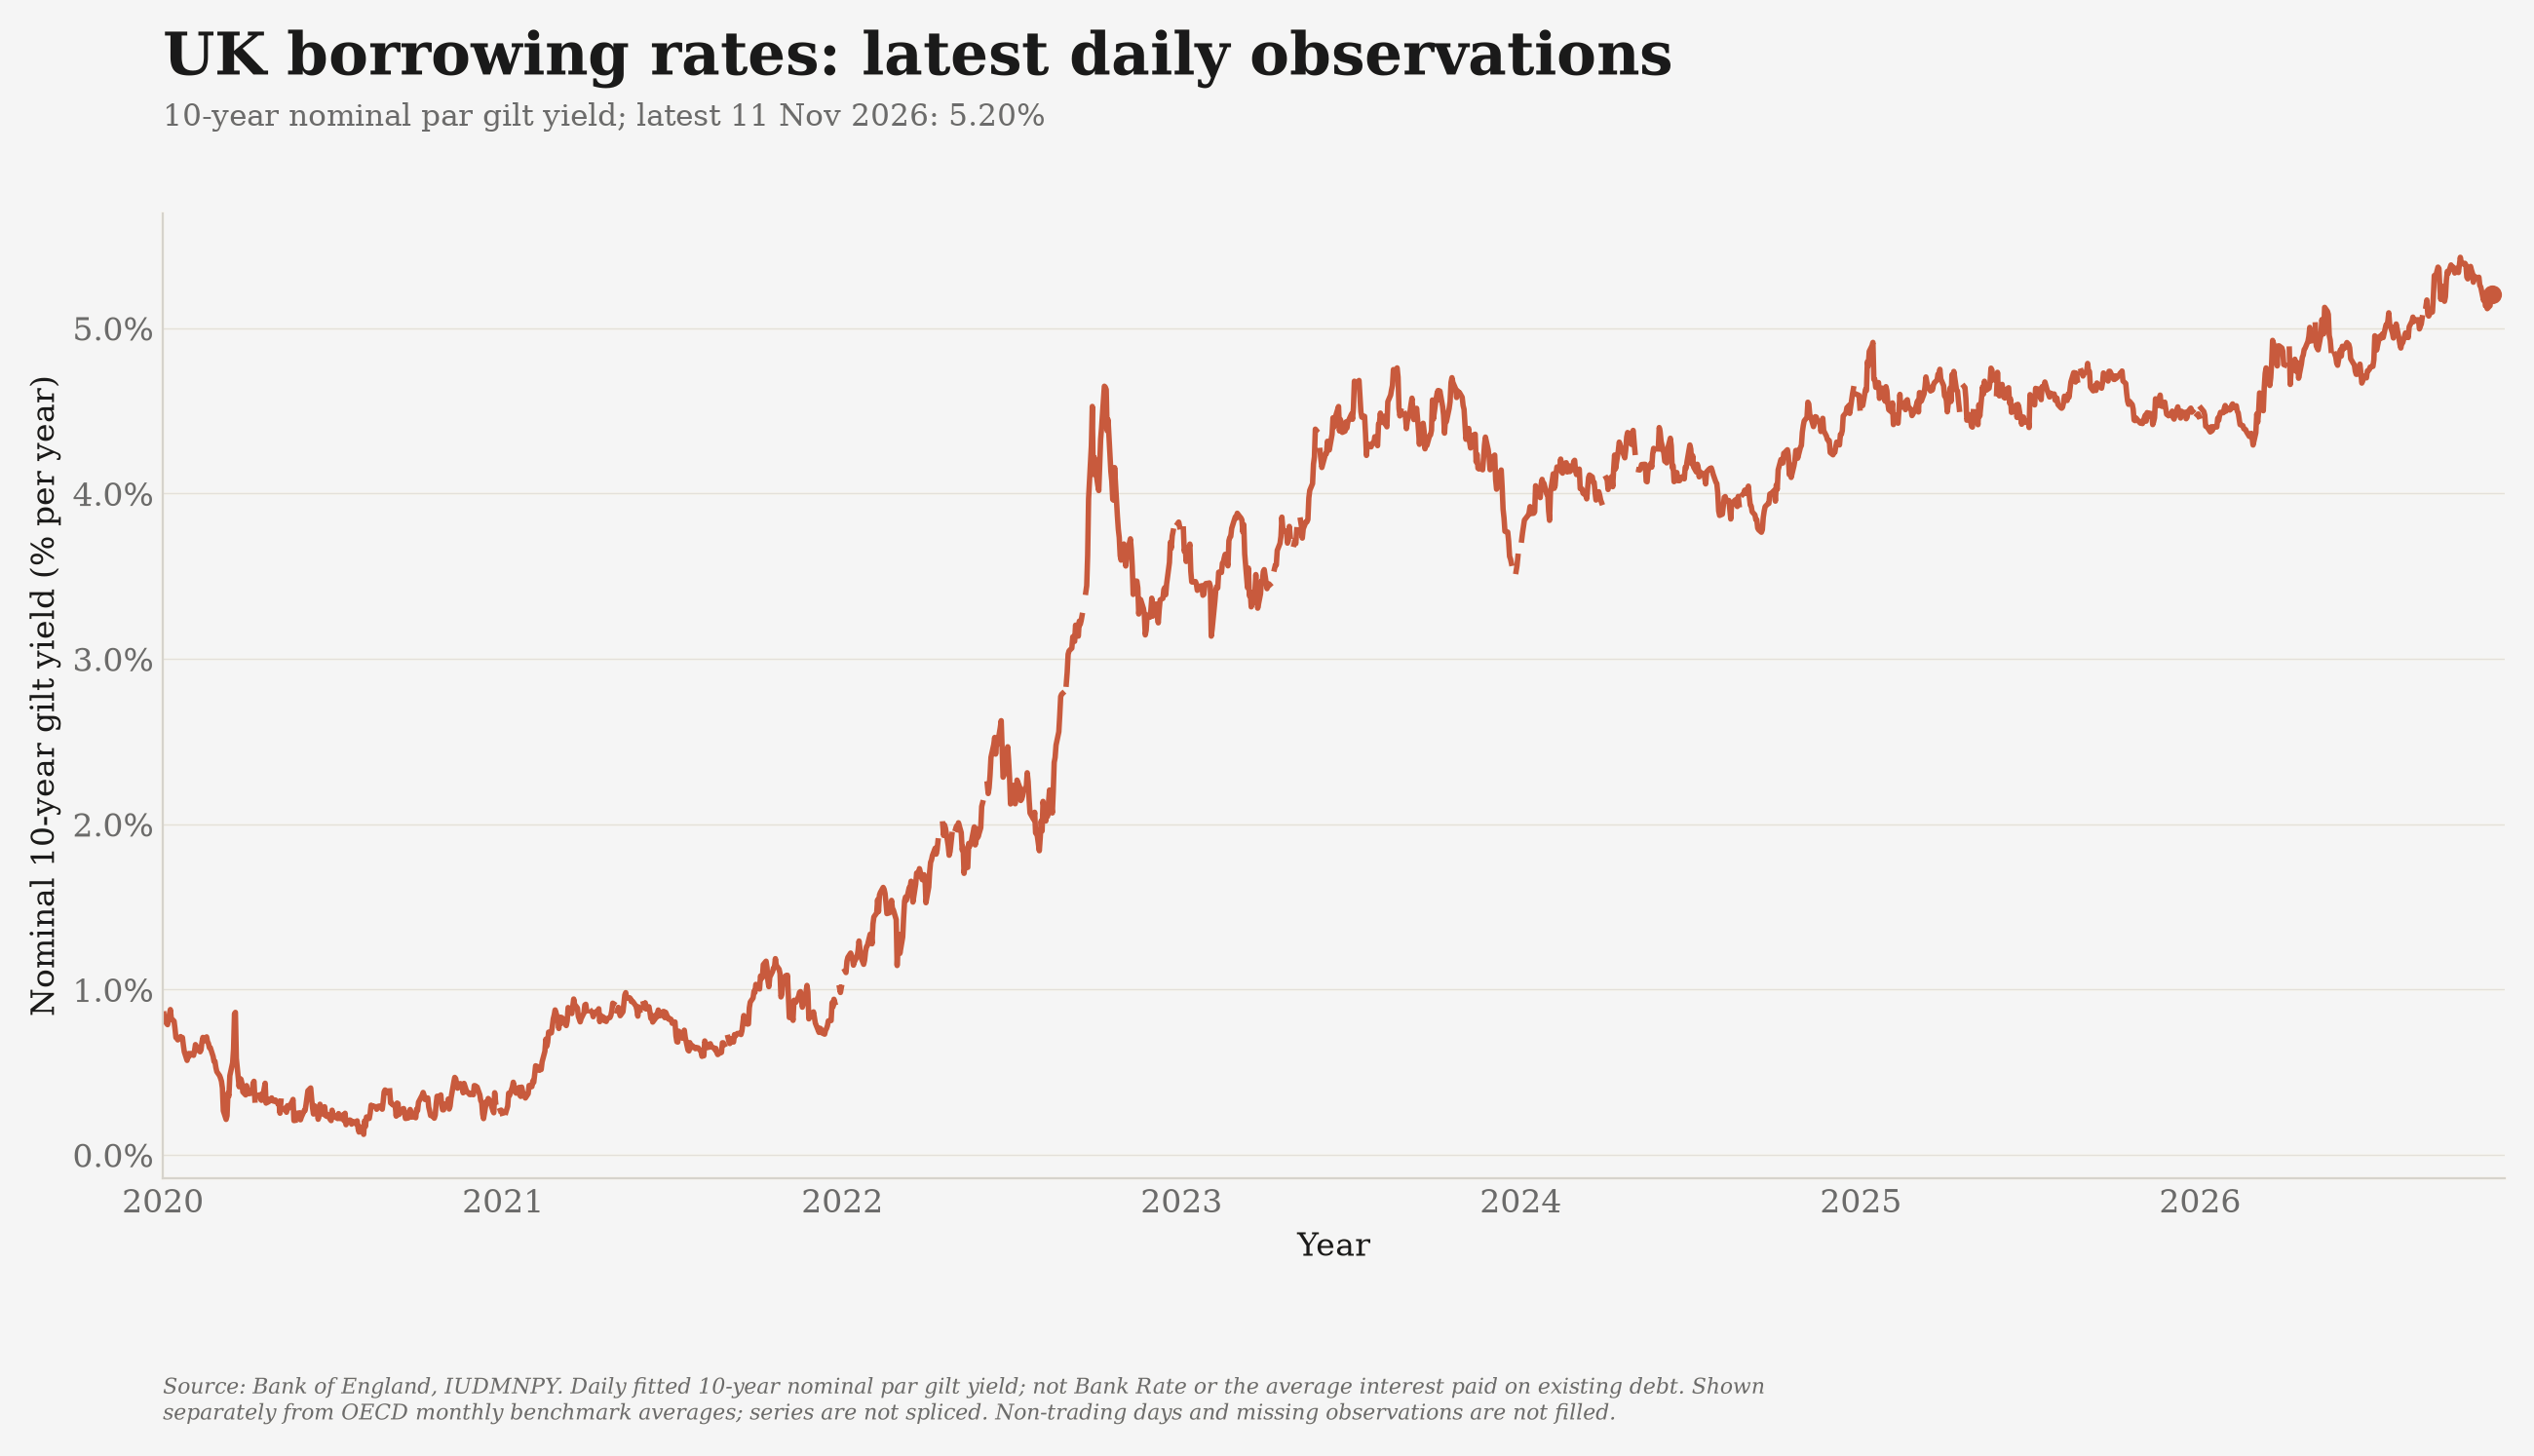 UK borrowing rates: latest daily observations
10-year nominal par gilt yield; latest 11 Nov 2026: 5.20%
Nominal 10-year gilt yield (% per year)
5.0%
4.0%
3.0%
2.0%
1.0%
0.0%
2020 2021 2022 2023 2024 2025 2026
Year
Source: Bank of England, IUDMNPY. Daily fitted 10-year nominal par gilt yield; not Bank Rate or the average interest paid on existing debt. Shown
separately from OECD monthly benchmark averages; series are not spliced. Non-trading days and missing observations are not filled.